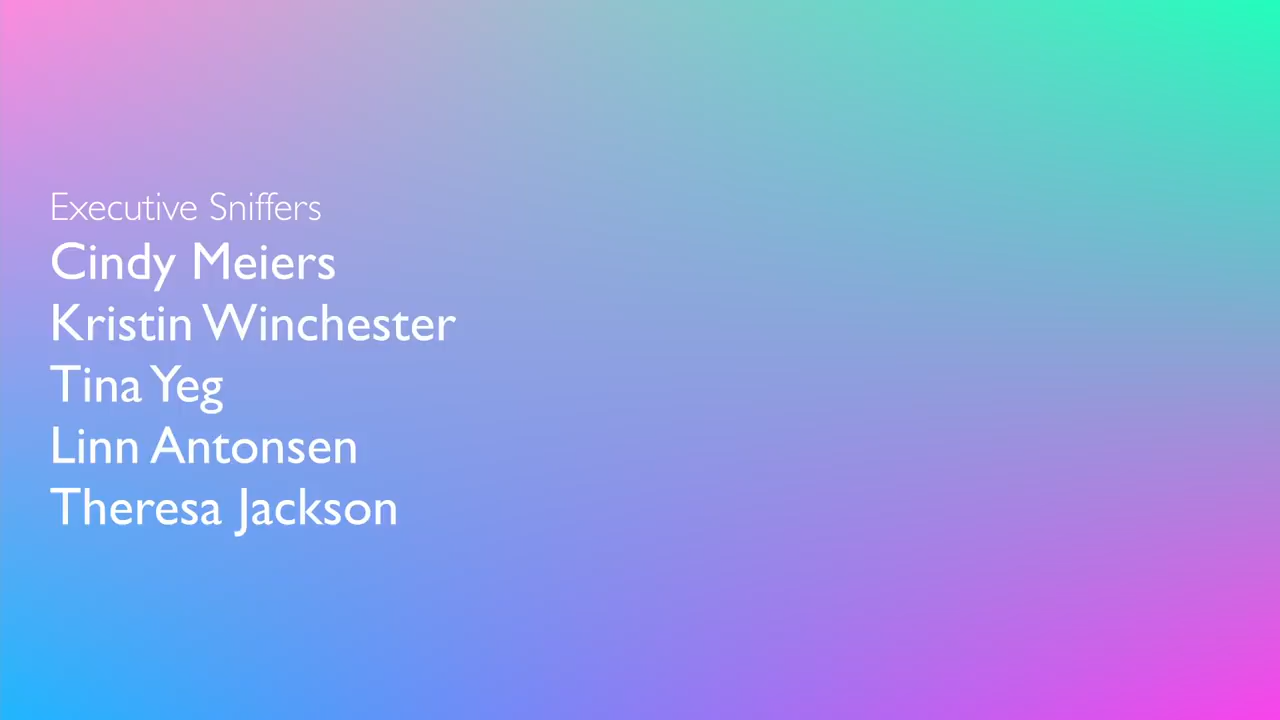 Executive Sniffers
Cindy Meiers
Kristin Winchester
Tina Yeg
Linn Antonsen
Theresa Jackson